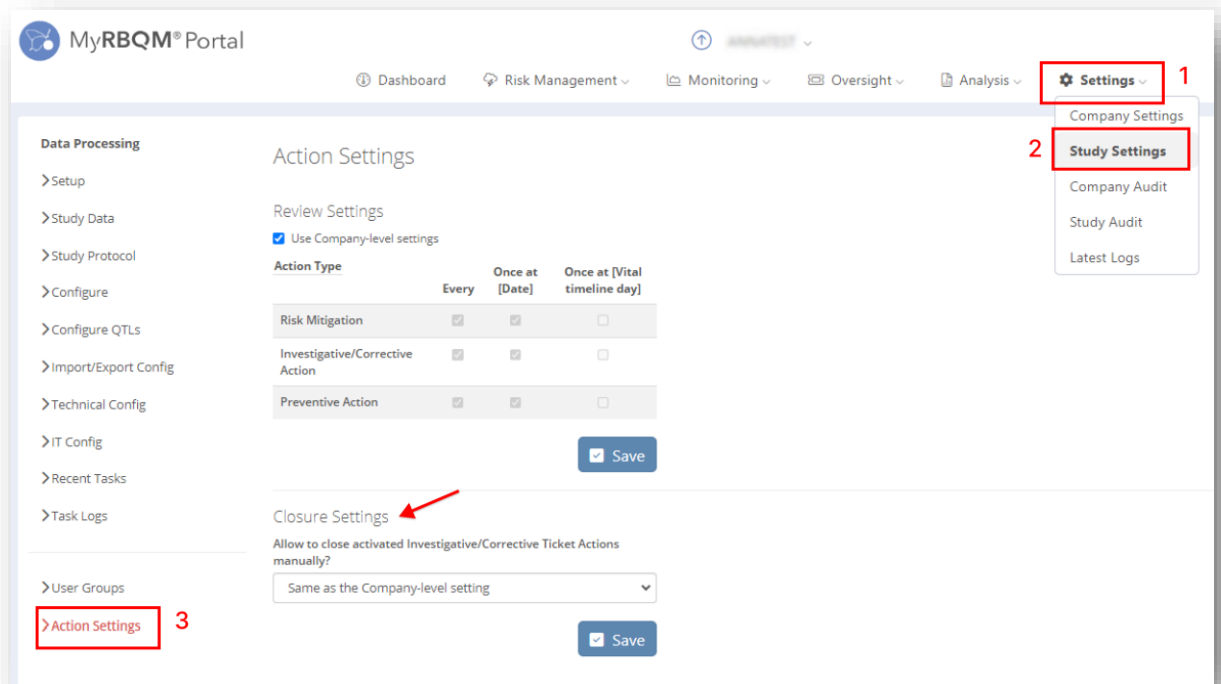 MyRBQM® Portal
Dashboard Risk Management Monitoring Oversight Analysis Settings 1
Company Settings
2 Study Settings
Company Audit
Study Audit
Latest Logs
Data Processing
Setup
Study Data
Study Protocol
Configure
Configure QTLs
Import/Export Config
Technical Config
IT Config
Recent Tasks
Task Logs
User Groups
Action Settings 3
Action Settings
Review Settings
Use Company-level settings
Action Type Every Once at [Date] Once at [Vital timeline day]
Risk Mitigation
Investigative/Corrective
Action
Preventive Action
Save
Closure Settings
Allow to close activated Investigative/Corrective Ticket Actions
manually?
Same as the Company-level setting
Save